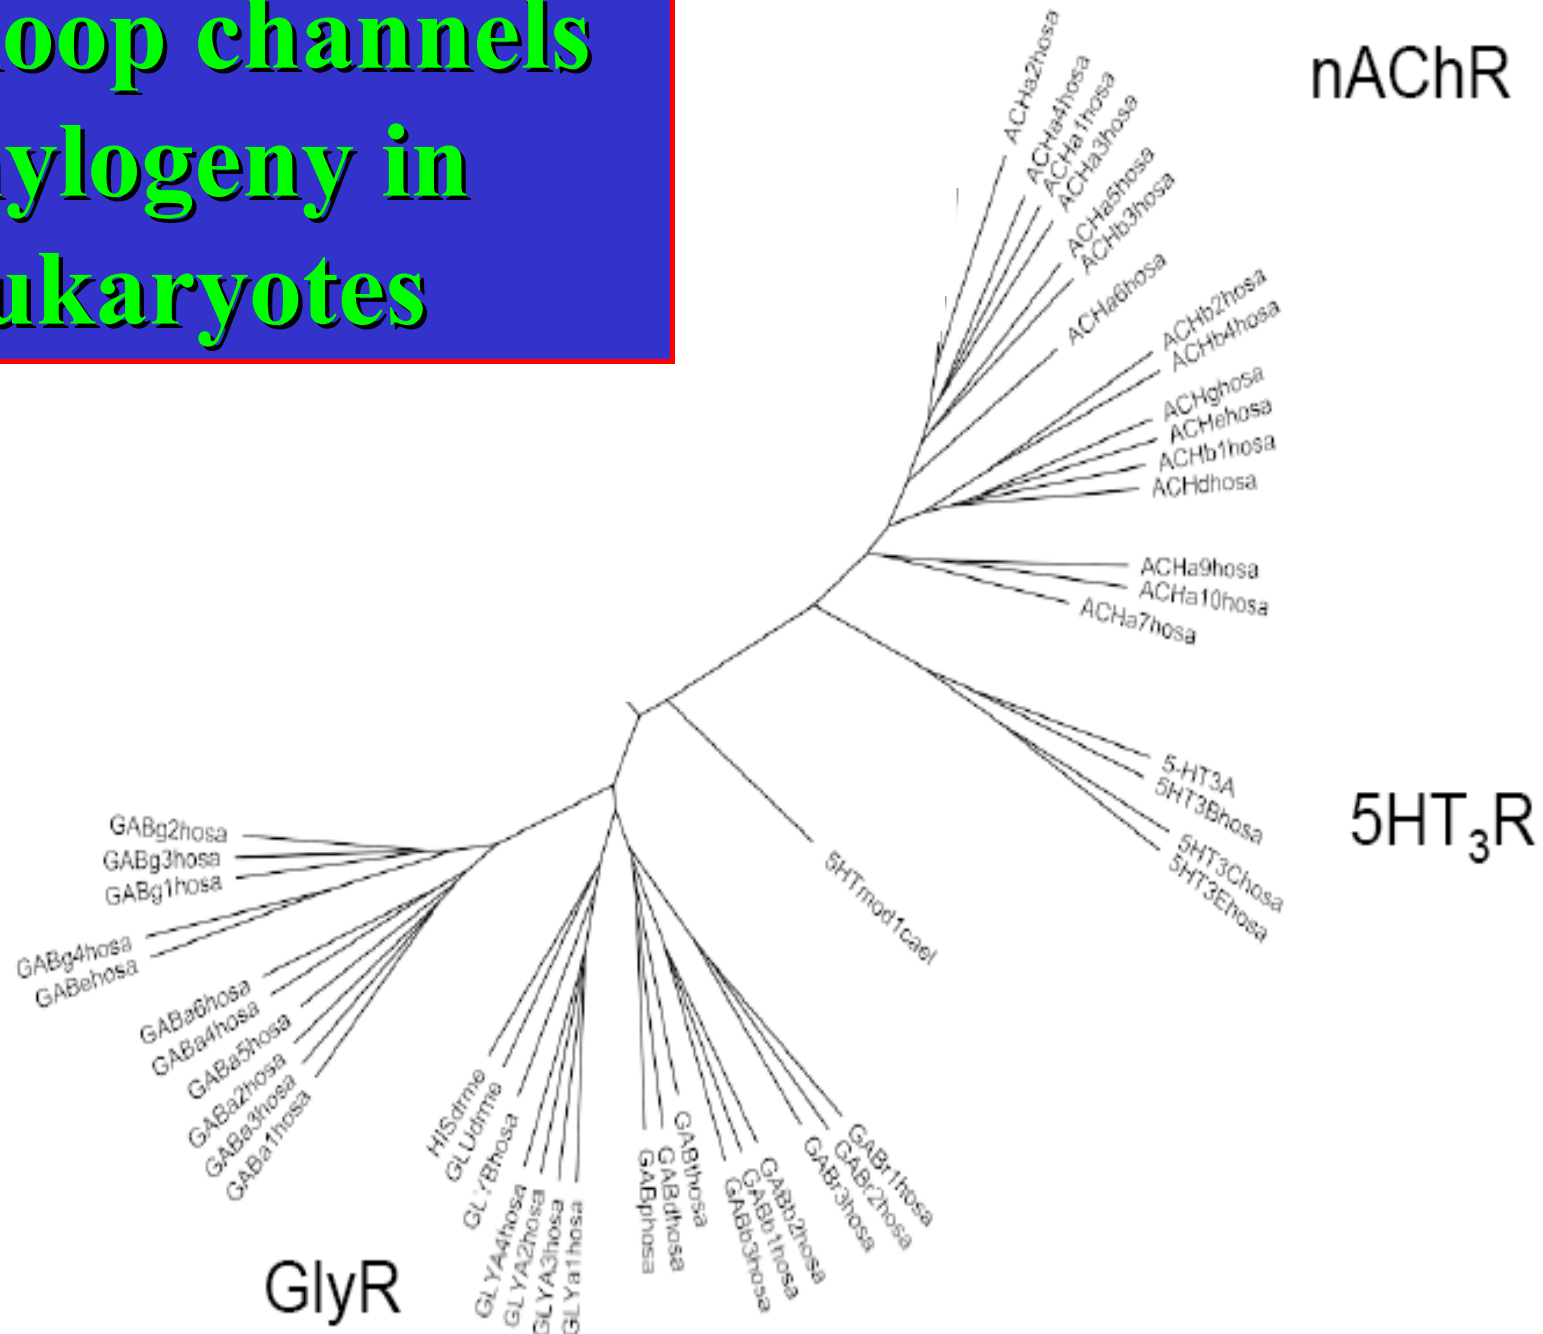 oop channels
ylogeny in
ukaryotes
nAChR
ACHa2hosa
ACHa4hosa
ACHa1hosa
ACHa3hosa
ACHa5hosa
ACHb3hosa
ACHa6hosa
ACHb2hosa
ACHb4hosa
ACHghosa
ACHehosa
ACHb1hosa
ACHdhosa
ACHa9hosa
ACHa10hosa
ACHa7hosa
5-HT3A
5HT3Bhosa
5HT3Chosa
5HT3Ehosa
5HT₃R
5HTmod1cael
GABg2hosa
GABg3hosa
GABg1hosa
GABg4hosa
GABehosa
GABa6hosa
GABa4hosa
GABa5hosa
GABa2hosa
GABa3hosa
GABa1hosa
HISdrme
GLUdrme
GLYBhosa
GLYA4hosa
GLYA2hosa
GLYA3hosa
GLYa1hosa
GABphosa
GABdhosa
GABthosa
GABb3hosa
GABb1hosa
GABb2hosa
GABr3hosa
GABr2hosa
GABr1hosa
GlyR